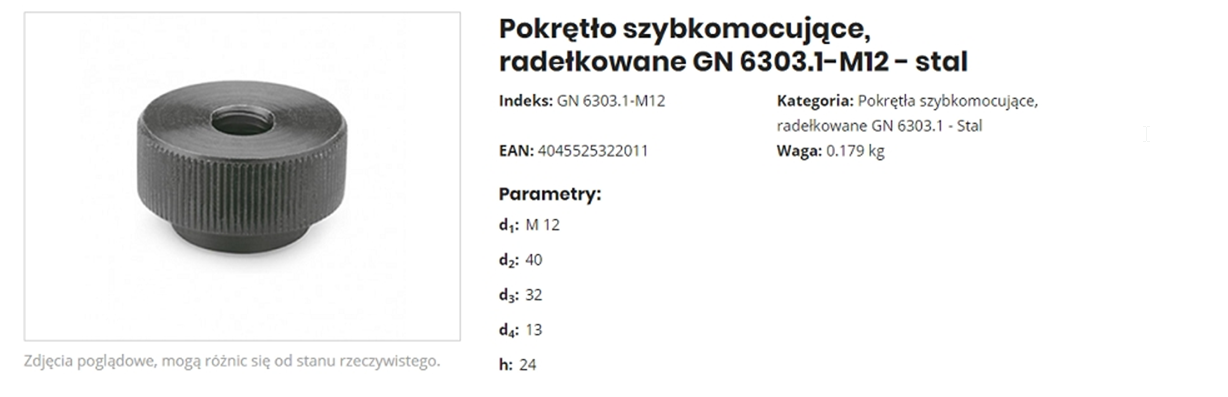 Pokrętło szybkomocujące,
radełkowane GN 6303.1-M12 - stal
Indeks: GN 6303.1-M12
Kategoria: Pokrętła szybkomocujące,
radełkowane GN 6303.1 - Stal
EAN: 4045525322011
Waga: 0.179 kg
Parametry:
d₁: M 12
d₂: 40
d₃: 32
d₄: 13
h: 24
Zdjęcia poglądowe, mogą różnic się od stanu rzeczywistego.